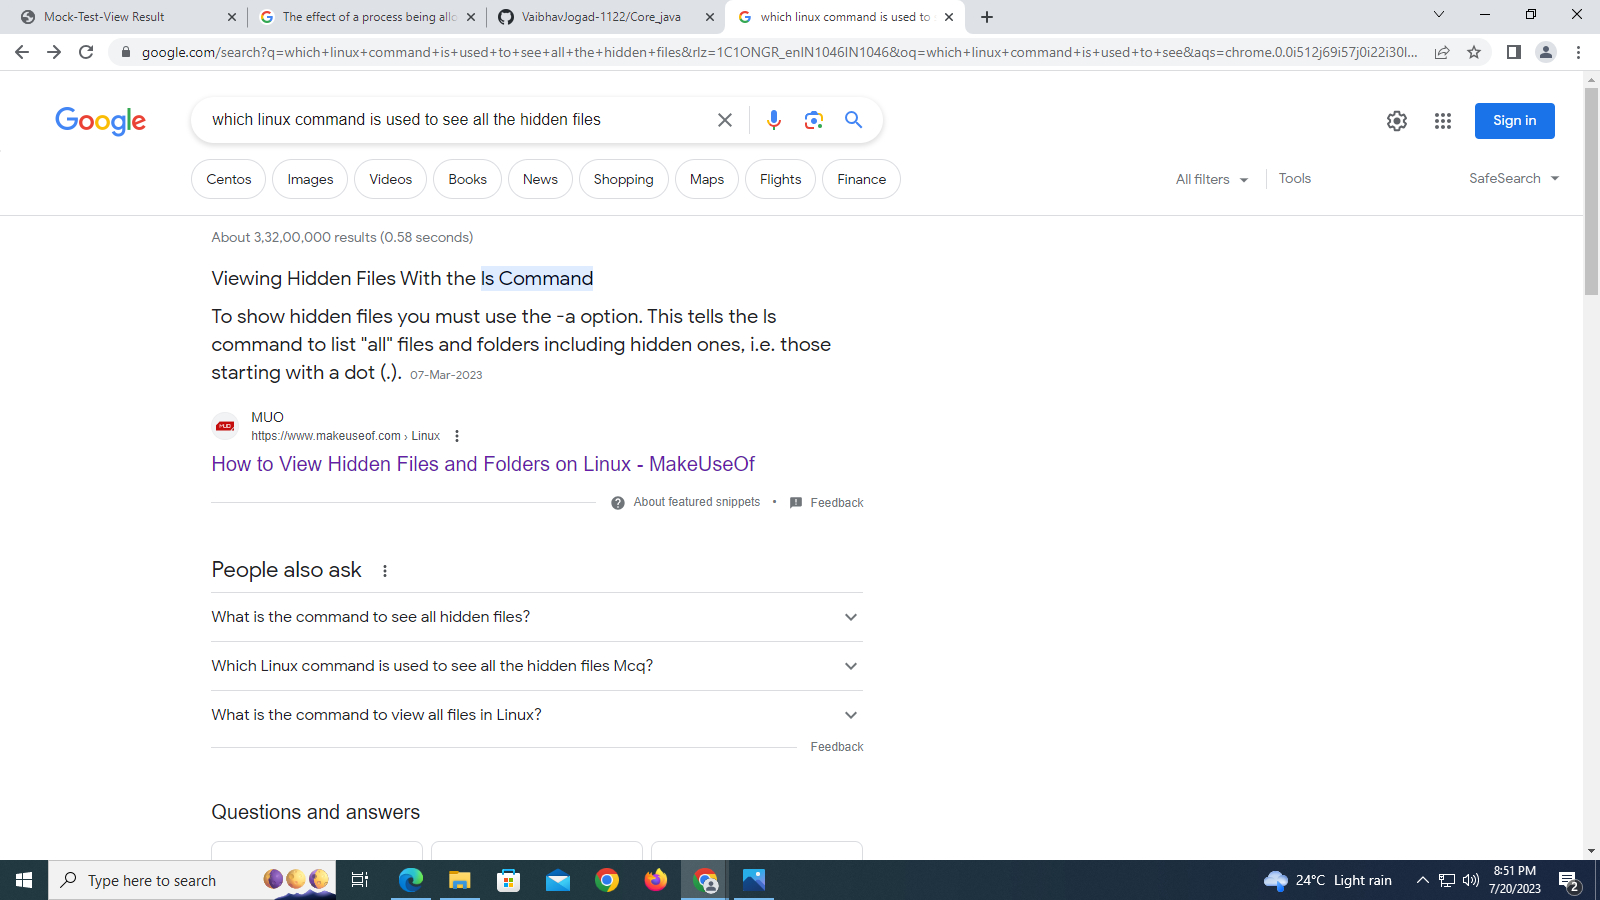 Mock-Test-View Result
The effect of a process being allo
VaibhavJogad-1122/Core_java
which linux command is used to
google.com/search?q=which+linux+command+is+used+to+see+all+the+hidden+files&rlz=1C1ONGR_enIN1046IN1046&oq=which+linux+command+is+used+to+see&aqs=chrome.0.0i512j69i57j0i22i30l...
Google
which linux command is used to see all the hidden files
Sign in
Centos
Images
Videos
Books
News
Shopping
Maps
Flights
Finance
All filters
Tools
SafeSearch
About 3,32,00,000 results (0.58 seconds)
Viewing Hidden Files With the ls Command
To show hidden files you must use the -a option. This tells the ls
command to list "all" files and folders including hidden ones, i.e. those
starting with a dot (.). 07-Mar-2023
MUO
MUO
https://www.makeuseof.com › Linux
How to View Hidden Files and Folders on Linux - MakeUseOf
About featured snippets • Feedback
People also ask
What is the command to see all hidden files?
Which Linux command is used to see all the hidden files Mcq?
What is the command to view all files in Linux?
Feedback
Questions and answers
Type here to search
24°C Light rain
8:51 PM
7/20/2023
2